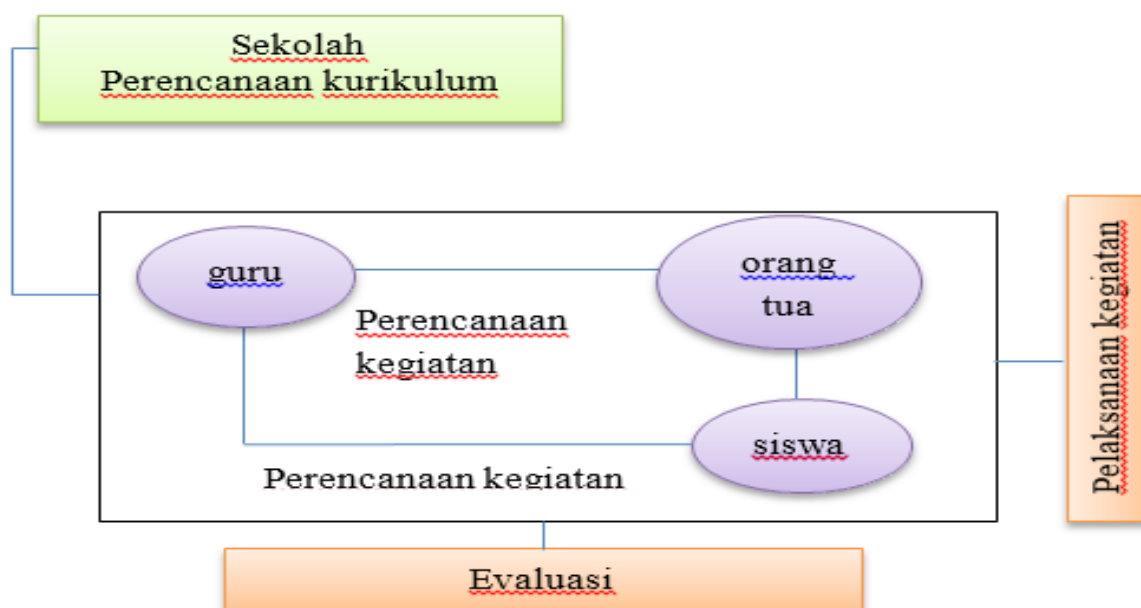 Sekolah
Perencanaan kurikulum
guru
orang
tua
Perencanaan
kegiatan
siswa
Perencanaan kegiatan
Pelaksanaan kegiatan
Evaluasi